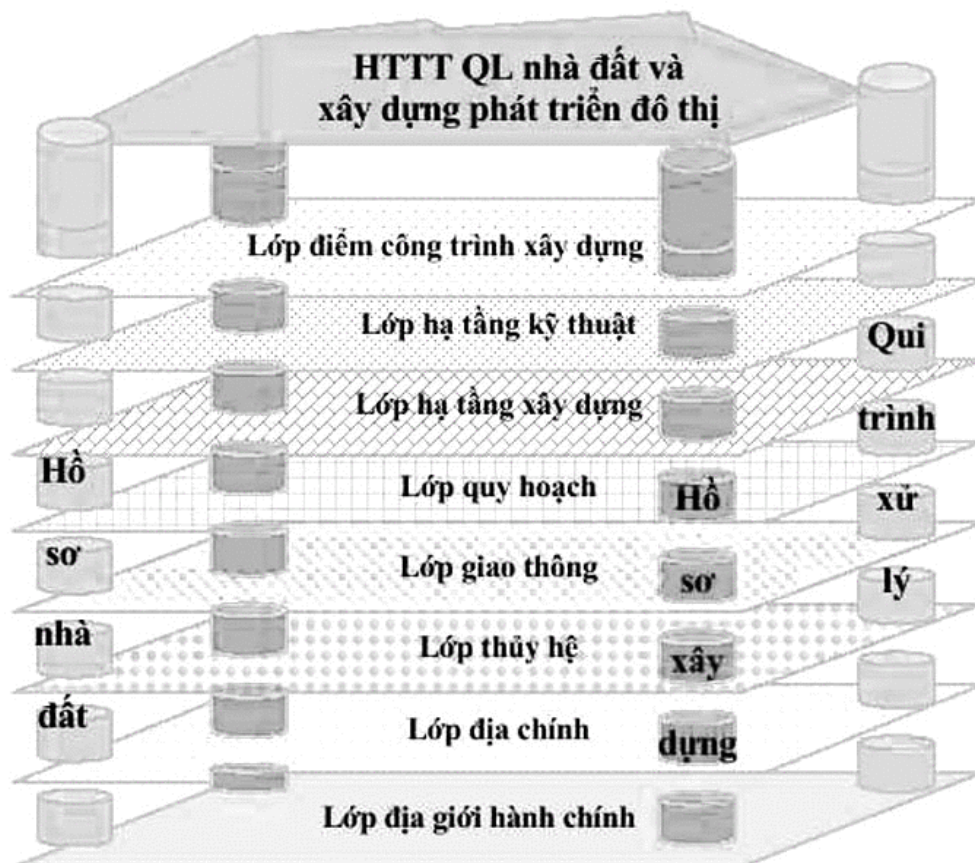 HTTT QL nhà đất và
xây dựng phát triển đô thị
Lớp điểm công trình xây dựng
Lớp hạ tầng kỹ thuật
Lớp hạ tầng xây dựng
Lớp quy hoạch
Lớp giao thông
Lớp thủy hệ
Lớp địa chính
Lớp địa giới hành chính
Hồ
sơ
nhà
đất
Hồ
sơ
xây
dựng
Qui
trình
xử
lý